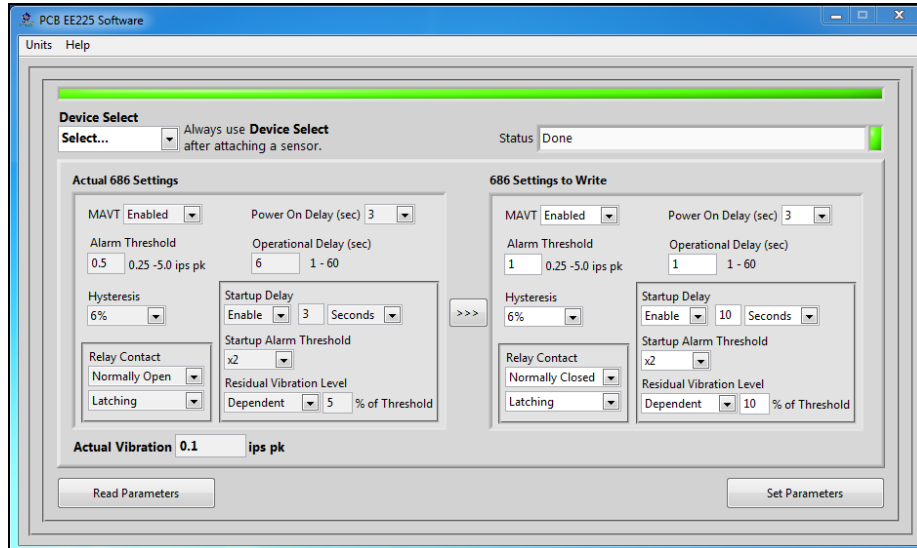 PCB EE225 Software
Units Help
Device Select
Select...
Always use Device Select
after attaching a sensor.
Status Done
Actual 686 Settings
MAVT Enabled
Power On Delay (sec) 3
Alarm Threshold
0.5 0.25 -5.0 ips pk
Operational Delay (sec)
6 1 - 60
Hysteresis
6%
Startup Delay
Enable 3 Seconds
Startup Alarm Threshold
x2
Relay Contact
Normally Open
Latching
Residual Vibration Level
Dependent 5 % of Threshold
Actual Vibration 0.1 ips pk
>>>
686 Settings to Write
MAVT Enabled
Power On Delay (sec) 3
Alarm Threshold
1 0.25 -5.0 ips pk
Operational Delay (sec)
1 1 - 60
Hysteresis
6%
Startup Delay
Enable 10 Seconds
Startup Alarm Threshold
x2
Relay Contact
Normally Closed
Latching
Residual Vibration Level
Dependent 10 % of Threshold
Read Parameters
Set Parameters